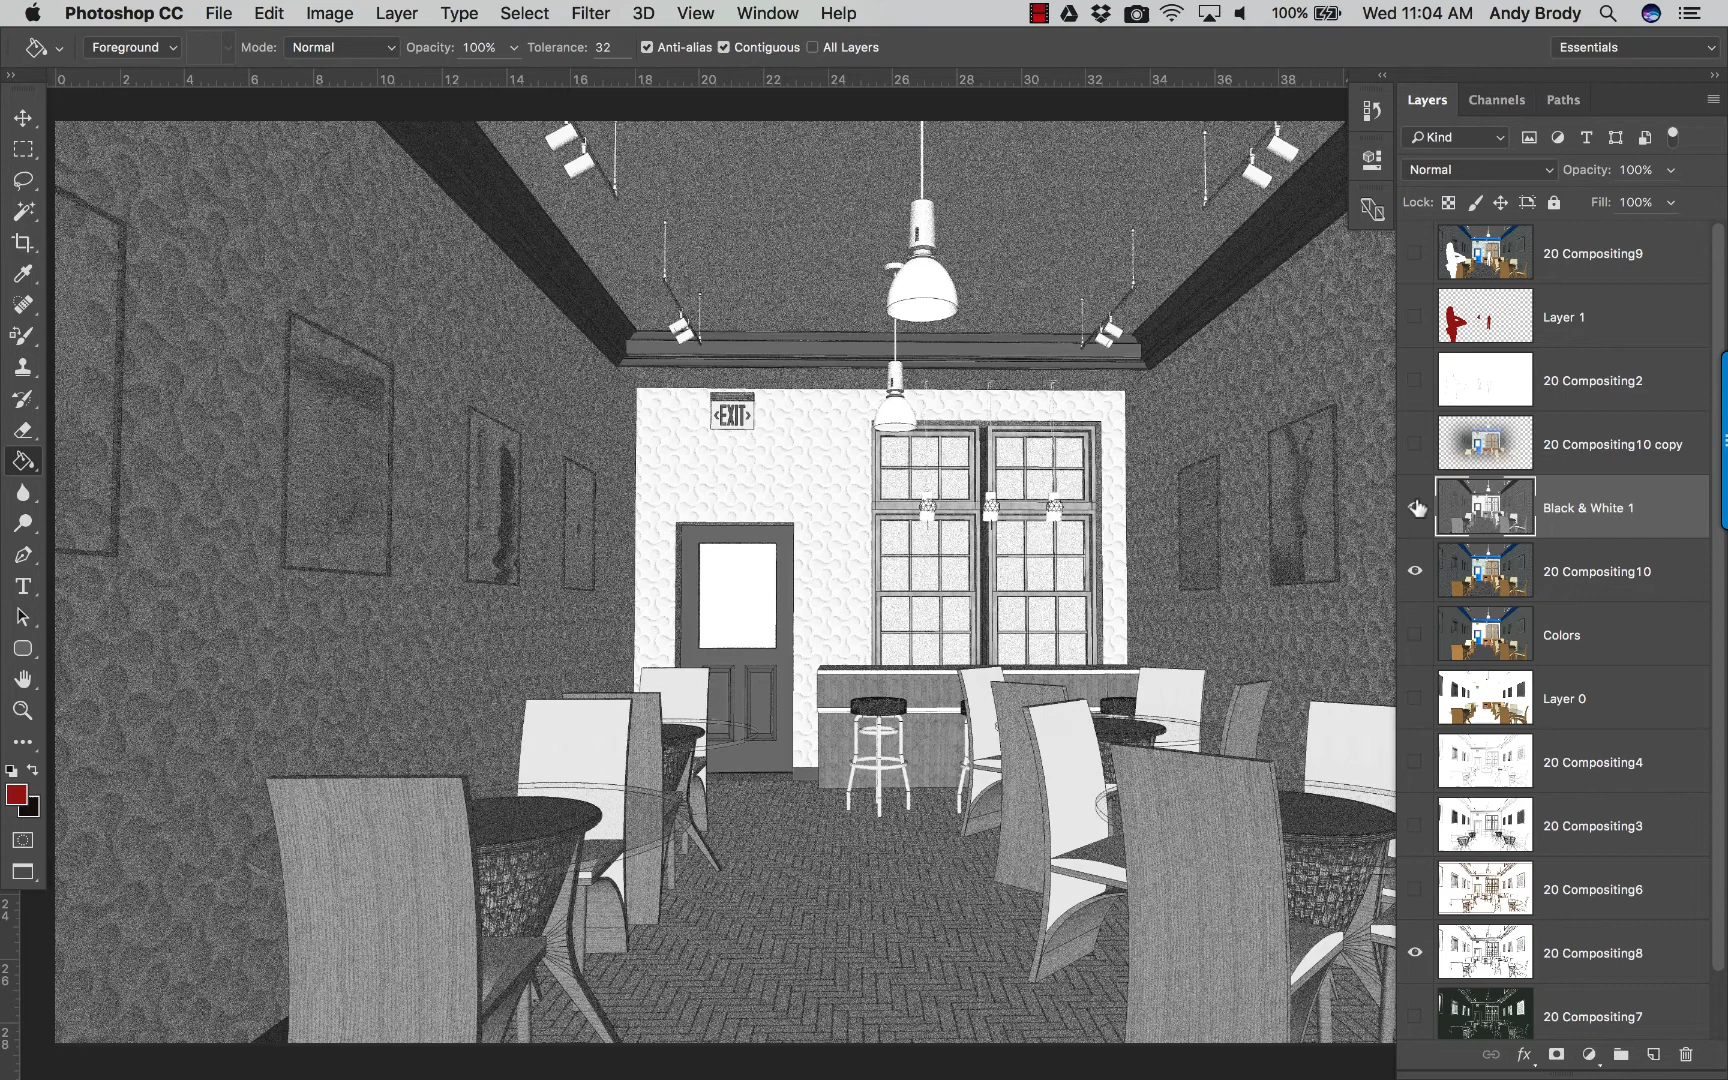 Photoshop CC File Edit Image Layer Type Select Filter 3D View Window Help 100% Wed 11:04 AM Andy Brody
Foreground Mode: Normal Opacity: 100% Tolerance: 32 Anti-alias Contiguous All Layers Essentials
0 2 4 6 8 10 12 14 16 18 20 22 24 26 28 30 32 34 36 38
Layers Channels Paths
Kind
Normal Opacity: 100%
Lock: Fill: 100%
20 Compositing9
Layer 1
20 Compositing2
20 Compositing10 copy
Black & White 1
20 Compositing10
Colors
Layer 0
20 Compositing4
20 Compositing3
20 Compositing6
20 Compositing8
20 Compositing7
EXIT
T
fx
24
26
28